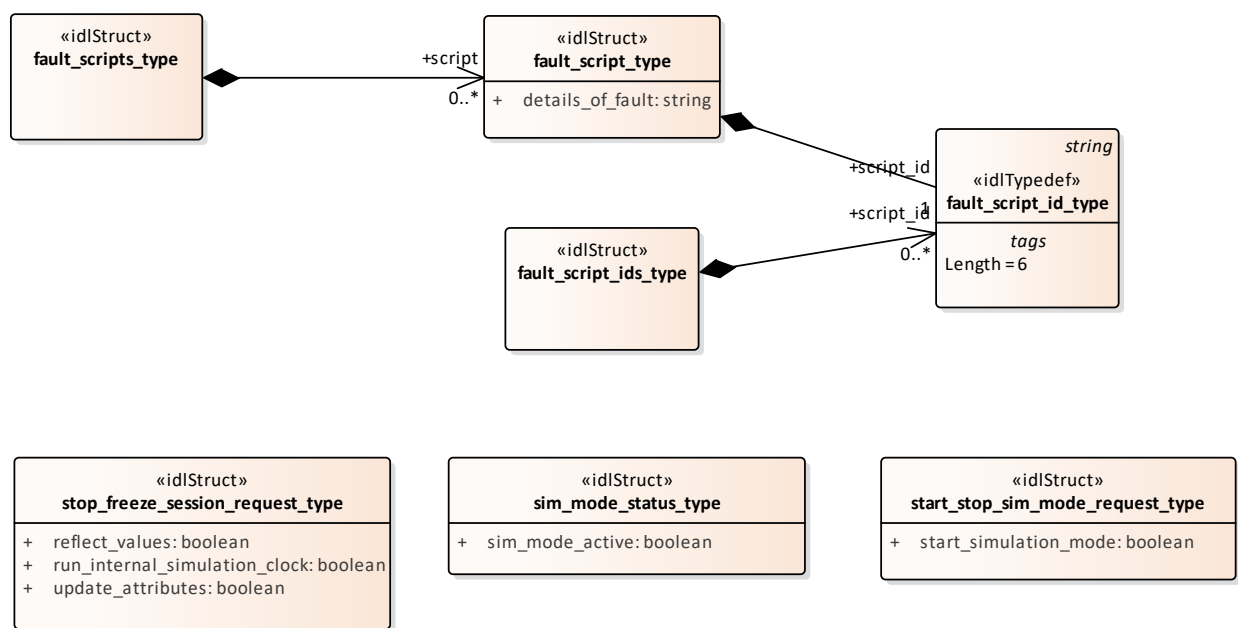 «idlStruct»
fault_scripts_type
+script
0..*
«idlStruct»
fault_script_type
+ details_of_fault: string
+script_id
1
string
«idlTypedef»
fault_script_id_type
tags
Length = 6
«idlStruct»
fault_script_ids_type
+script_id
0..*
«idlStruct»
stop_freeze_session_request_type
+ reflect_values: boolean
+ run_internal_simulation_clock: boolean
+ update_attributes: boolean
«idlStruct»
sim_mode_status_type
+ sim_mode_active: boolean
«idlStruct»
start_stop_sim_mode_request_type
+ start_simulation_mode: boolean